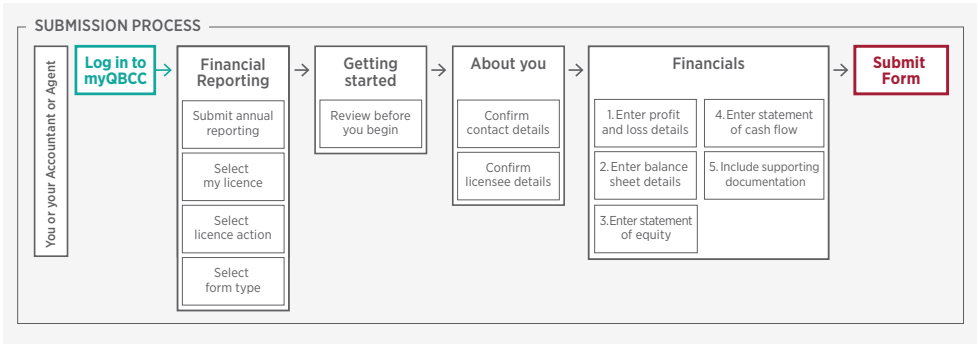 SUBMISSION PROCESS
You or your Accountant or Agent
Log in to
myQBCC
Financial
Reporting
Submit annual
reporting
Select
my licence
Select
licence action
Select
form type
Getting
started
Review before
you begin
About you
Confirm
contact details
Confirm
licensee details
Financials
1. Enter profit
and loss details
2. Enter balance
sheet details
3. Enter statement
of equity
4. Enter statement
of cash flow
5. Include supporting
documentation
Submit
Form